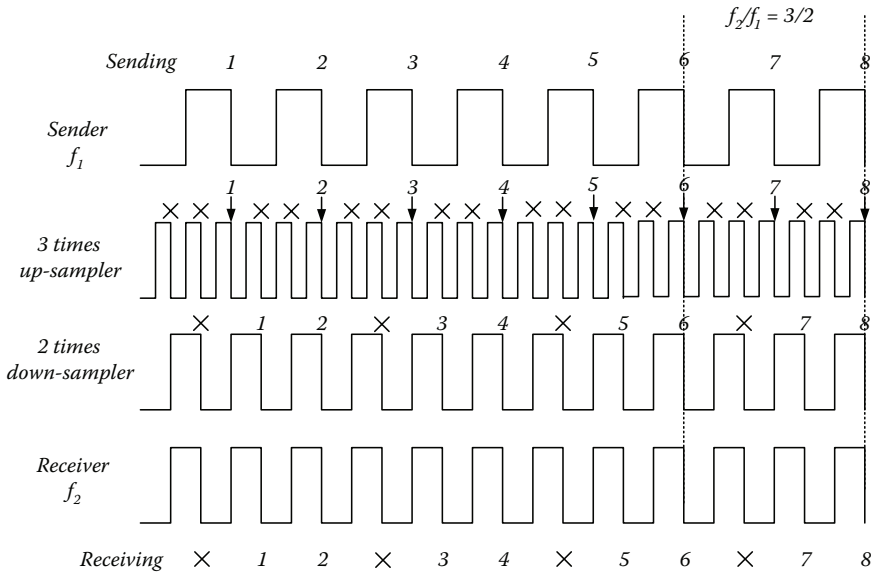 f₂/f₁ = 3/2
Sending 1 2 3 4 5 6 7 8
Sender
f₁
1 2 3 4 5 6 7 8
× × × × × × × × × × × × × × × ×
3 times
up-sampler
× 1 2 × 3 4 × 5 6 × 7 8
2 times
down-sampler
Receiver
f₂
Receiving × 1 2 × 3 4 × 5 6 × 7 8